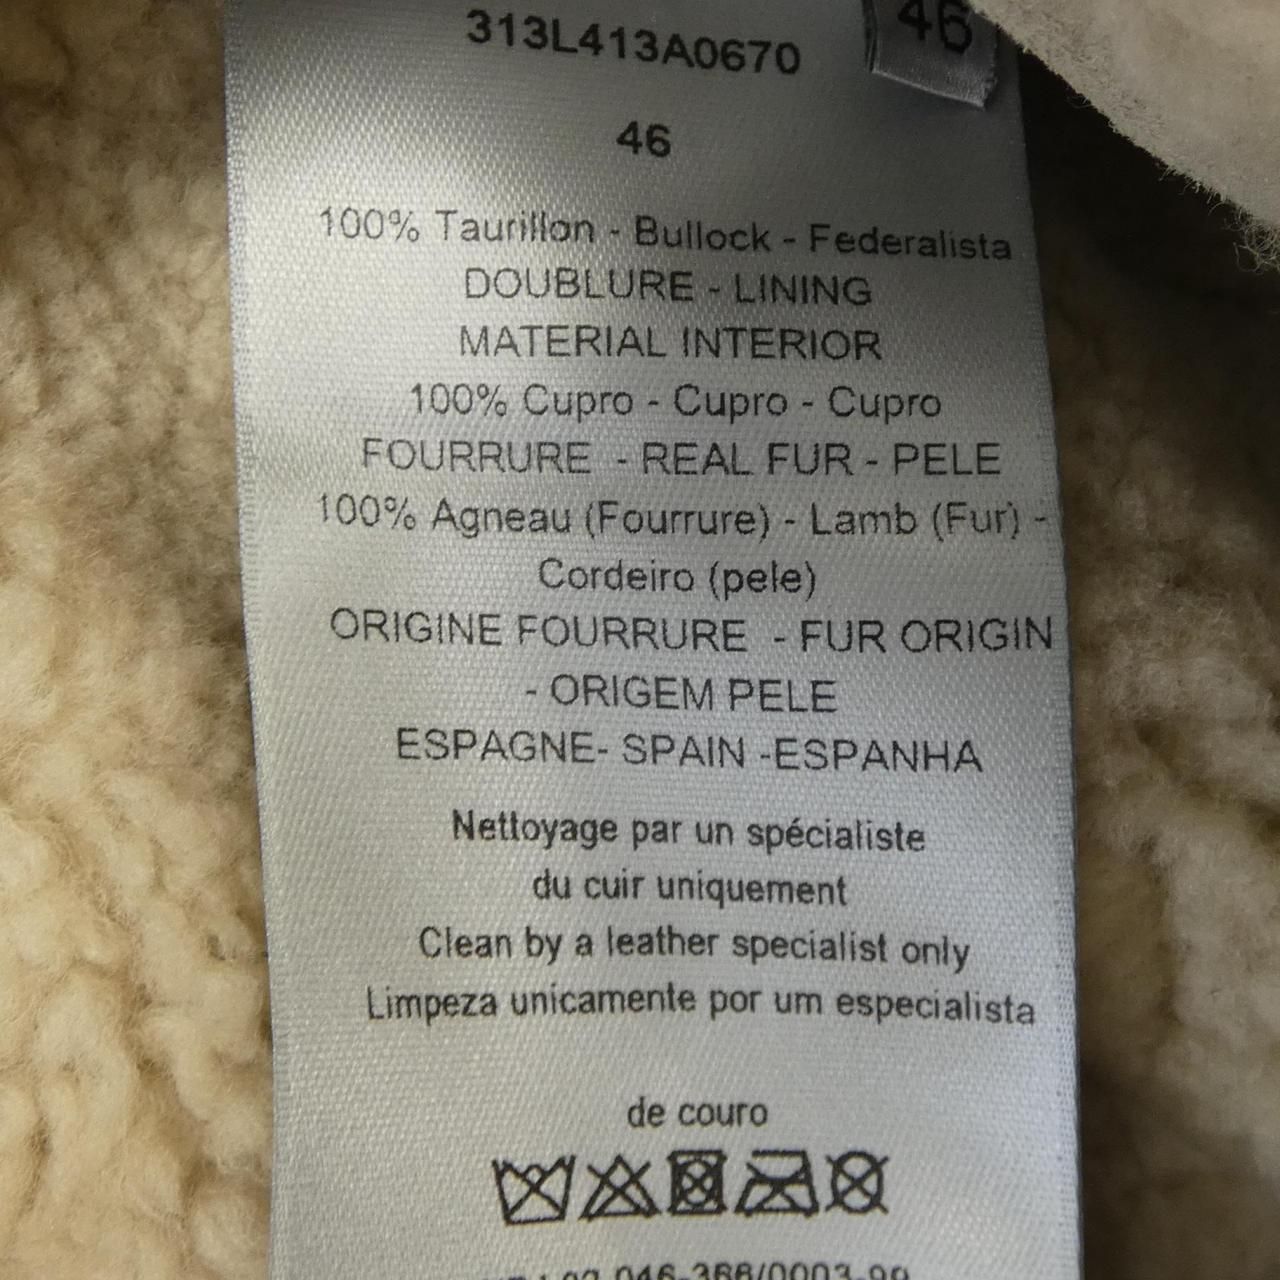 313L413A0670
46
46
100% Taurillon - Bullock - Federalista
DOUBLURE - LINING
MATERIAL INTERIOR
100% Cupro - Cupro - Cupro
FOURRURE - REAL FUR - PELE
100% Agneau (Fourrure) - Lamb (Fur) -
Cordeiro (pele)
ORIGINE FOURRURE - FUR ORIGIN
- ORIGEM PELE
ESPAGNE- SPAIN -ESPANHA
Nettoyage par un spécialiste
du cuir uniquement
Clean by a leather specialist only
Limpeza unicamente por um especialista
de couro